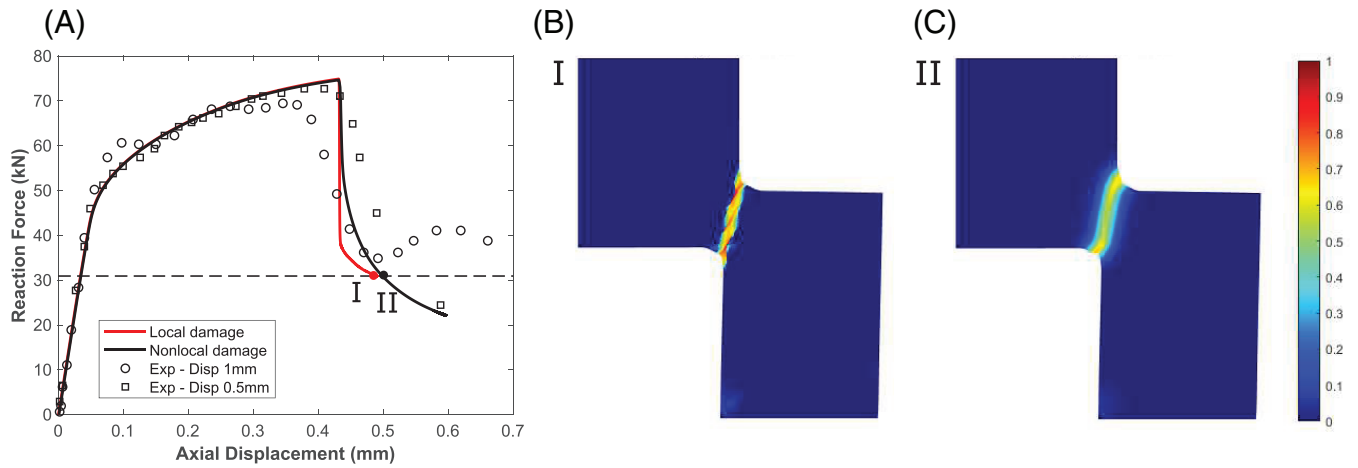 (A)
(B)
(C)
80
70
60
50
40
30
20
10
0
Reaction Force (kN)
0
0.1
0.2
0.3
0.4
0.5
0.6
0.7
Axial Displacement (mm)
I
II
Local damage
Nonlocal damage
Exp - Disp 1mm
Exp - Disp 0.5mm
I
II
1
0.9
0.8
0.7
0.6
0.5
0.4
0.3
0.2
0.1
0